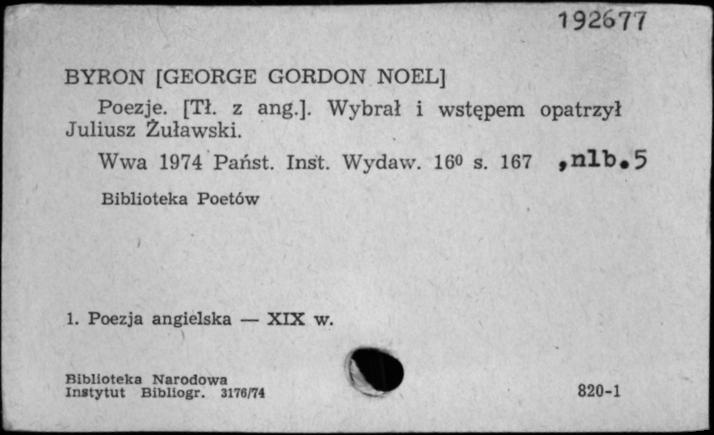 192677
BYRON [GEORGE GORDON NOEL]
Poezje. [Tł. z ang.]. Wybrał i wstępem opatrzył
Juliusz Żuławski.
Wwa 1974 Państ. Inst. Wydaw. 16⁰ s. 167 ,nlb.5
Biblioteka Poetów
1. Poezja angielska — XIX w.
Biblioteka Narodowa
Instytut Bibliogr. 3176/74
820-1